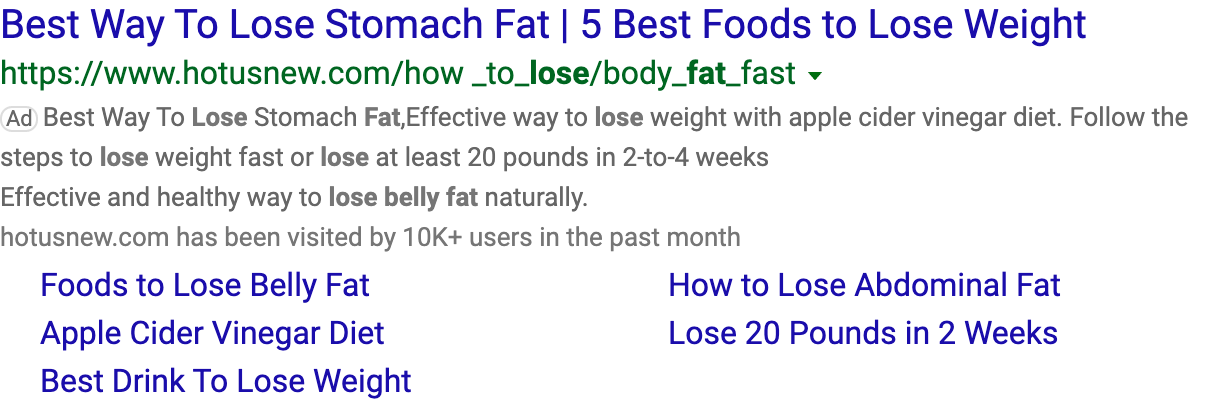 Best Way To Lose Stomach Fat | 5 Best Foods to Lose Weight
https://www.hotusnew.com/how _to_lose/body_fat_fast
Ad Best Way To Lose Stomach Fat,Effective way to lose weight with apple cider vinegar diet. Follow the
steps to lose weight fast or lose at least 20 pounds in 2-to-4 weeks
Effective and healthy way to lose belly fat naturally.
hotusnew.com has been visited by 10K+ users in the past month
Foods to Lose Belly Fat
How to Lose Abdominal Fat
Apple Cider Vinegar Diet
Lose 20 Pounds in 2 Weeks
Best Drink To Lose Weight